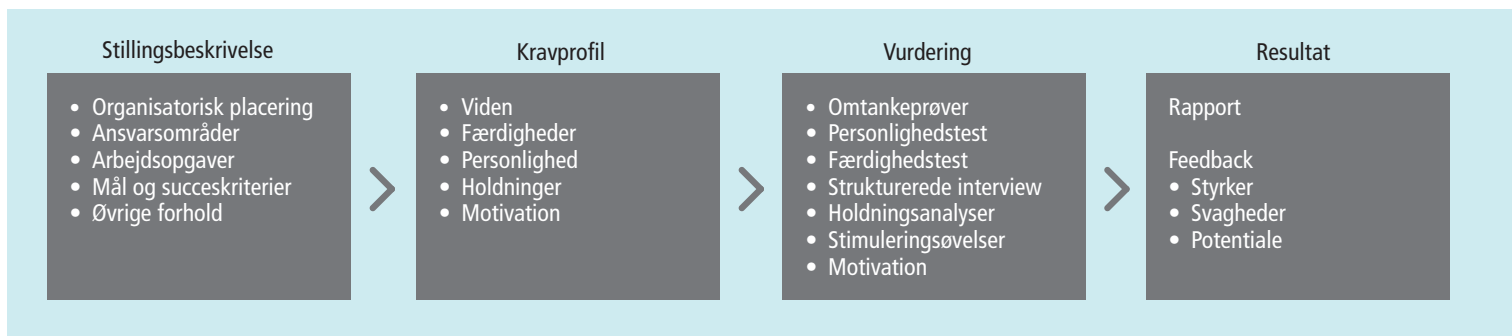 Stillingsbeskrivelse
• Organisatorisk placering
• Ansvarsområder
• Arbejdsopgaver
• Mål og succeskriterier
• Øvrige forhold
Kravprofil
• Viden
• Færdigheder
• Personlighed
• Holdninger
• Motivation
Vurdering
• Omtankeprøver
• Personlighedstest
• Færdighedstest
• Strukturerede interview
• Holdningsanalyser
• Stimuleringsøvelser
• Motivation
Resultat
Rapport
Feedback
• Styrker
• Svagheder
• Potentiale